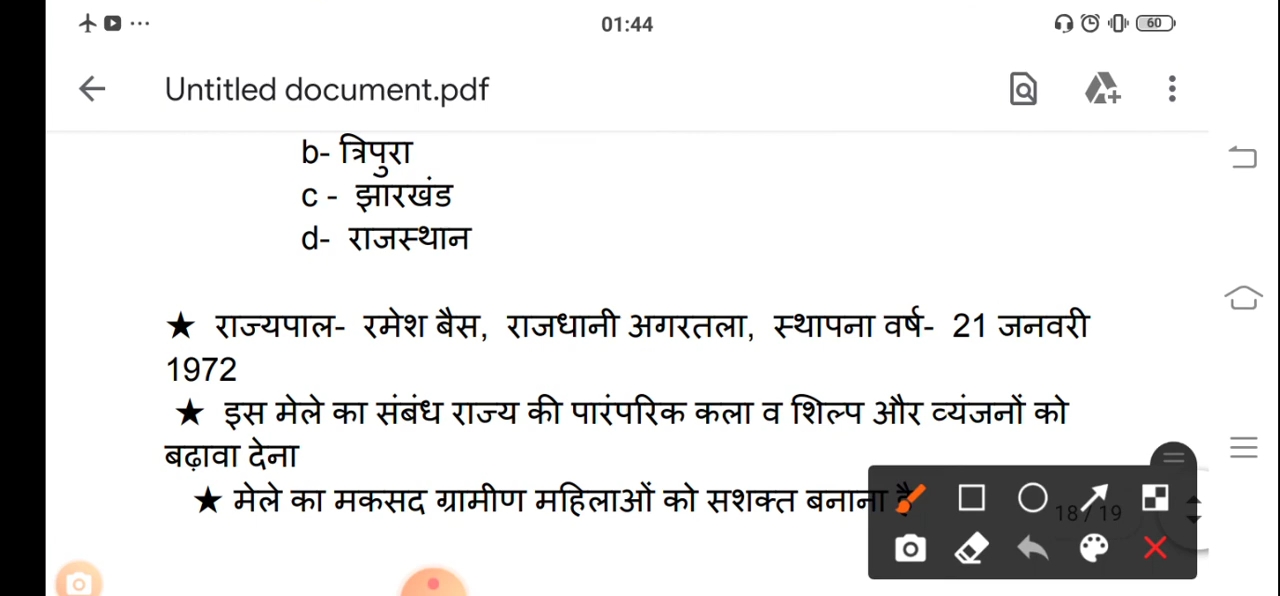 01:44
60
Untitled document.pdf
b- त्रिपुरा
c - झारखंड
d- राजस्थान
★ राज्यपाल- रमेश बैस, राजधानी अगरतला, स्थापना वर्ष- 21 जनवरी
1972
★ इस मेले का संबंध राज्य की पारंपरिक कला व शिल्प और व्यंजनों को
बढ़ावा देना
★ मेले का मकसद ग्रामीण महिलाओं को सशक्त बनाना है
18 / 19